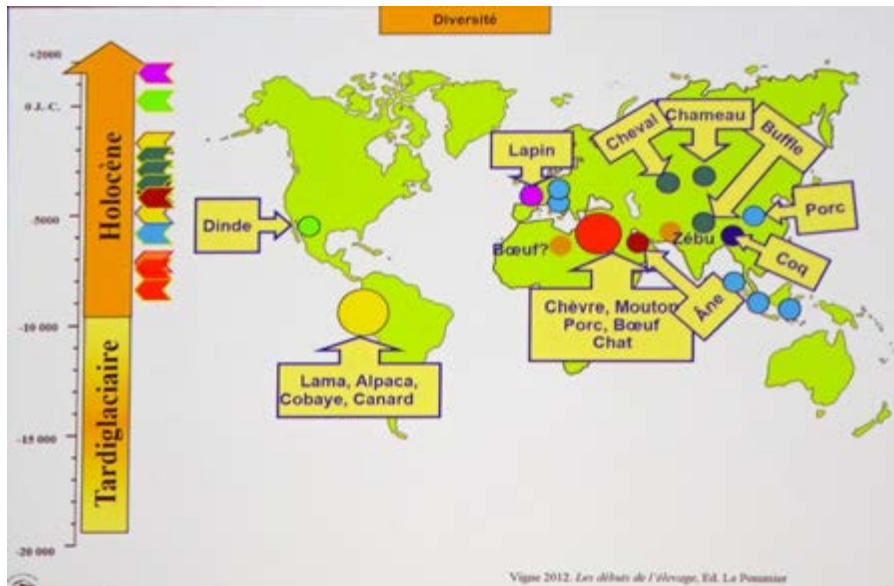 Diversité
+2000
0 J.-C.
-5000
-10 000
-15 000
-20 000
Holocène
Tardiglaciaire
Lapin
Cheval
Chameau
Buffle
Porc
Dinde
Bœuf?
Zébu
Coq
Âne
Chèvre, Mouton
Porc, Bœuf
Chat
Lama, Alpaca,
Cobaye, Canard
Vigne 2012. Les débuts de l'élevage, Ed. Le Pommier